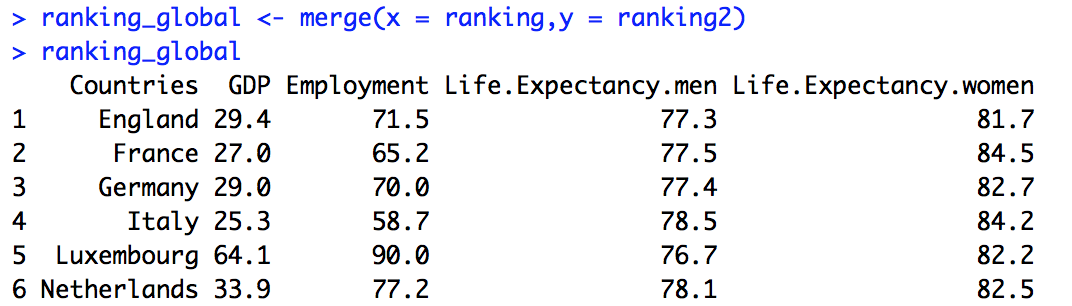 > ranking_global <- merge(x = ranking,y = ranking2)
> ranking_global
    Countries  GDP Employment Life.Expectancy.men Life.Expectancy.women
1     England 29.4       71.5                77.3                  81.7
2      France 27.0       65.2                77.5                  84.5
3     Germany 29.0       70.0                77.4                  82.7
4       Italy 25.3       58.7                78.5                  84.2
5  Luxembourg 64.1       90.0                76.7                  82.2
6 Netherlands 33.9       77.2                78.1                  82.5